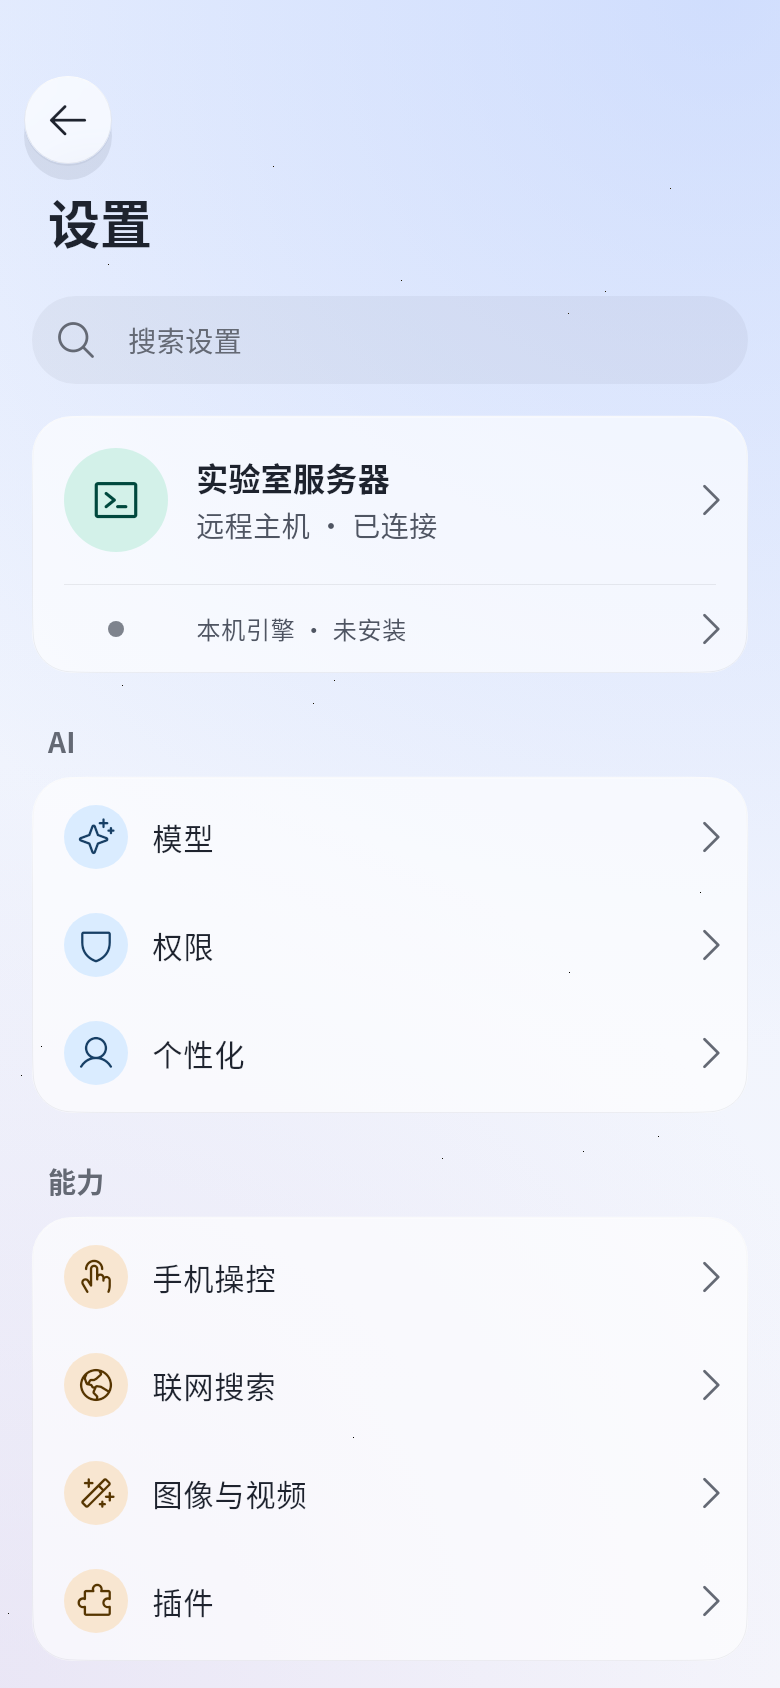 设置
搜索设置
实验室服务器
远程主机 · 已连接
本机引擎 · 未安装
AI
模型
权限
个性化
能力
手机操控
联网搜索
图像与视频
插件